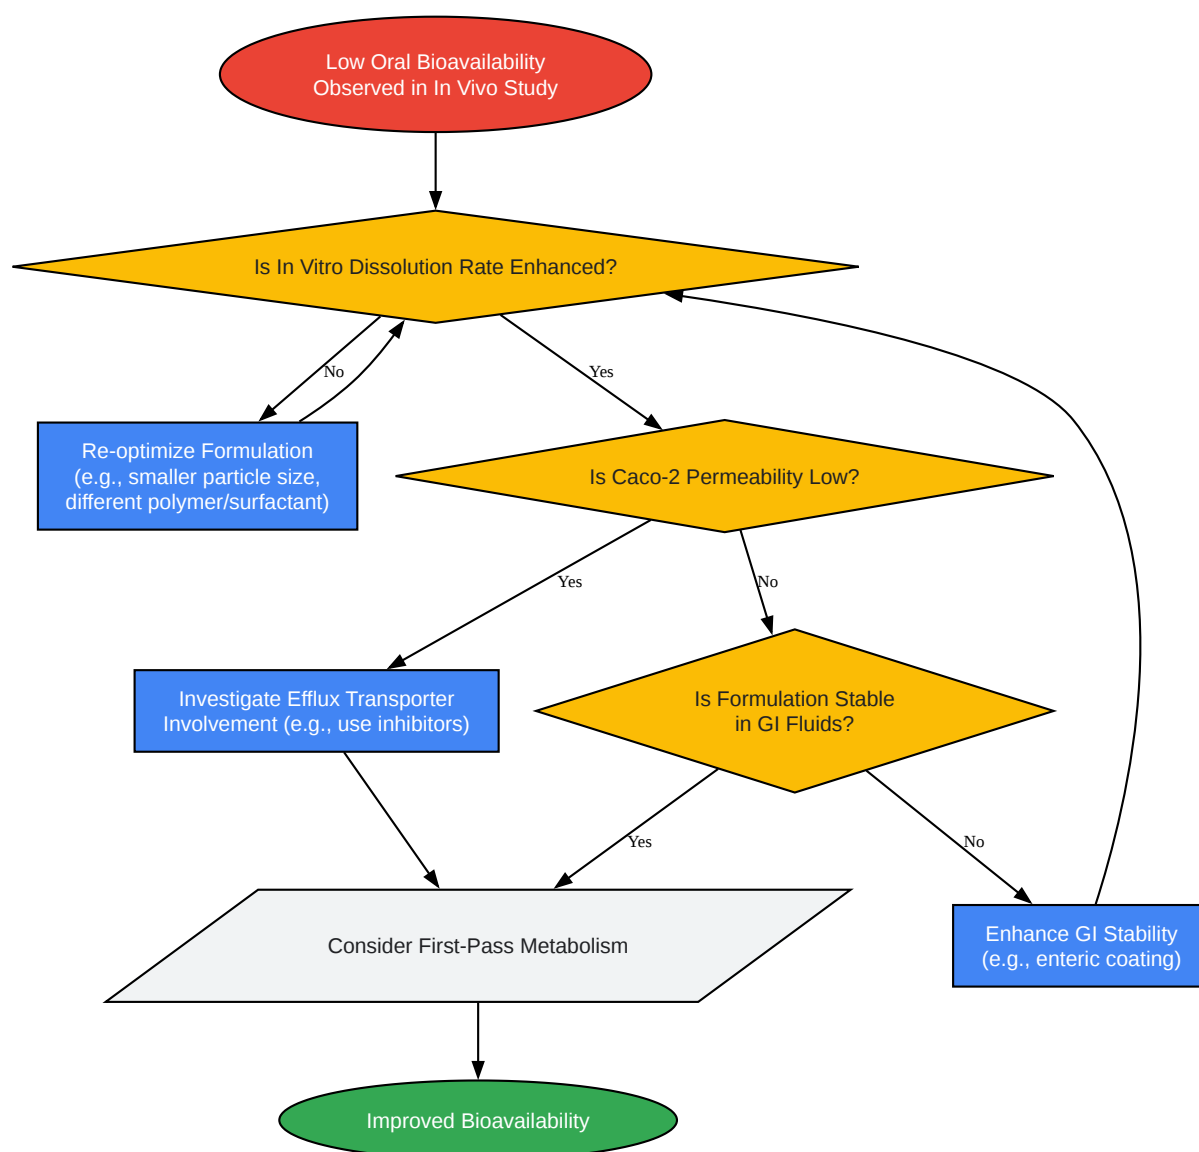 Low Oral Bioavailability
Observed in In Vivo Study
Is In Vitro Dissolution Rate Enhanced?
No
Yes
Re-optimize Formulation
(e.g., smaller particle size,
different polymer/surfactant)
Is Caco-2 Permeability Low?
Yes
No
Investigate Efflux Transporter
Involvement (e.g., use inhibitors)
Is Formulation Stable
in GI Fluids?
Yes
No
Consider First-Pass Metabolism
Enhance GI Stability
(e.g., enteric coating)
Improved Bioavailability